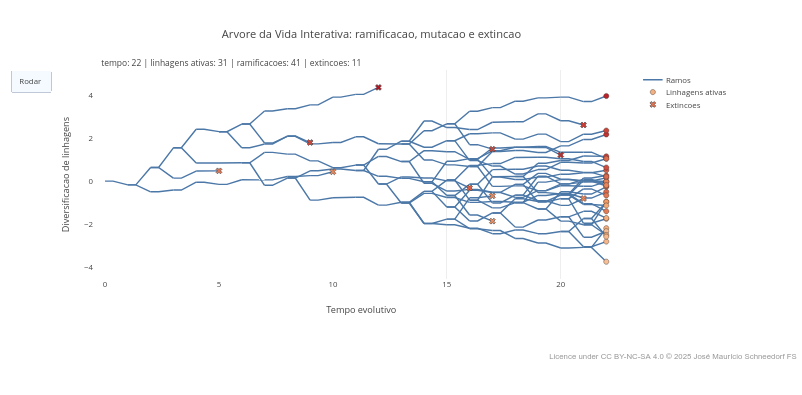 Arvore da Vida Interativa: ramificacao, mutacao e extincao
tempo: 22 | linhagens ativas: 31 | ramificacoes: 41 | extincoes: 11
Rodar
Ramos
Linhagens ativas
Extincoes
Diversificacao de linhagens
4
2
0
−2
−4
0 5 10 15 20
Tempo evolutivo
Licence under CC BY-NC-SA 4.0 © 2025 José Maurício Schneedorf FS